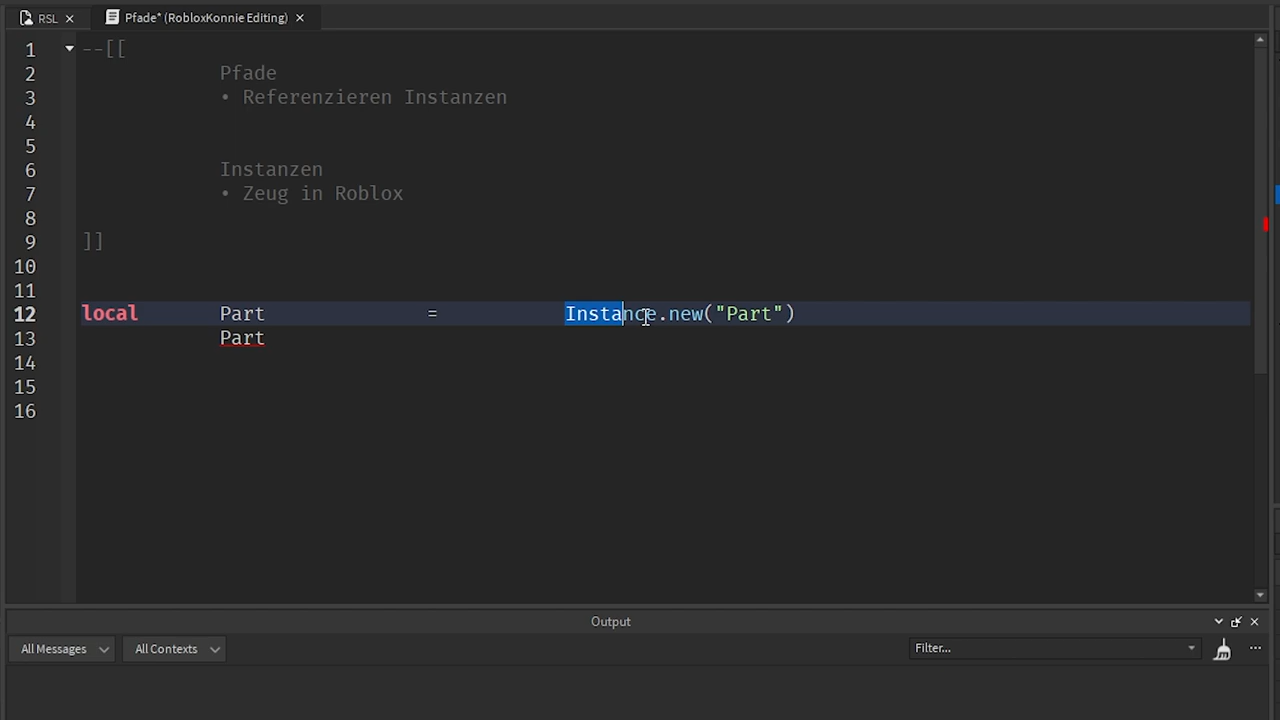 RSL
Pfade* (RobloxKonnie Editing)
1 --[[
2 Pfade
3 • Referenzieren Instanzen
4
5
6 Instanzen
7 • Zeug in Roblox
8
9 ]]
10
11
12 local Part = Instance.new("Part")
13 Part
14
15
16
Output
All Messages All Contexts Filter...